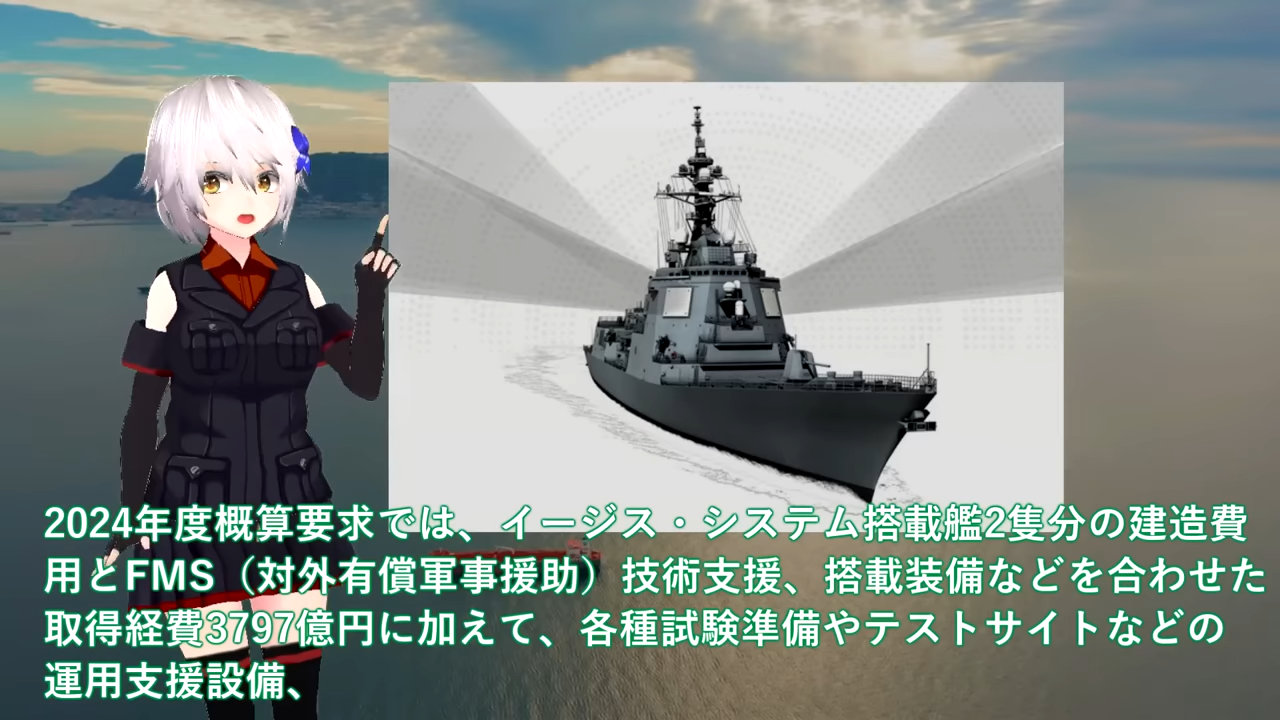 2024年度概算要求では、イージス・システム搭載艦2隻分の建造費
用とFMS（対外有償軍事援助）技術支援、搭載装備などを合わせた
取得経費3797億円に加えて、各種試験準備やテストサイトなどの
運用支援設備、